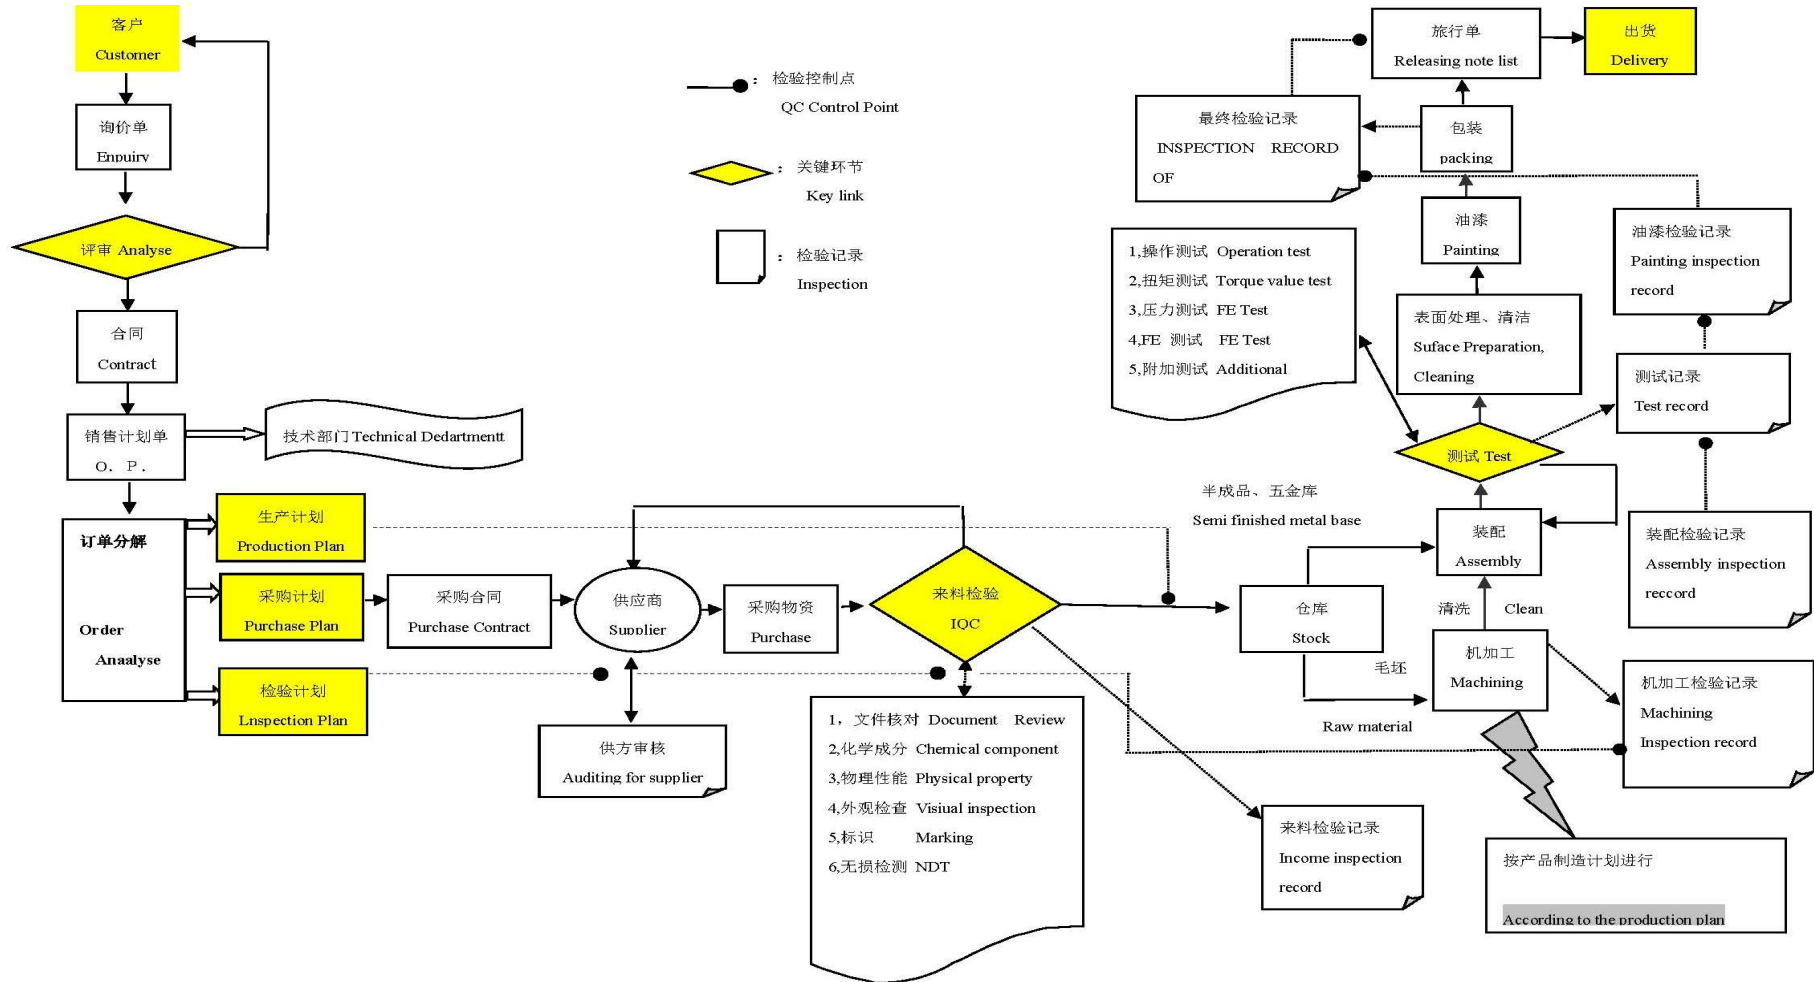 客户
Customer
询价单
Enpuiry
评审 Analyse
合同
Contract
销售计划单
O. P.
技术部门 Technical Dedartmentt
订单分解
Order
Anaalyse
生产计划
Production Plan
采购计划
Purchase Plan
检验计划
Lnspection Plan
采购合同
Purchase Contract
供应商
Supplier
供方审核
Auditing for supplier
采购物资
Purchase
来料检验
IQC
1, 文件核对 Document Review
2,化学成分 Chemical component
3,物理性能 Physical property
4,外观检查 Visiual inspection
5,标识 Marking
6,无损检测 NDT
: 检验控制点
QC Control Point
: 关键环节
Key link
: 检验记录
Inspection
来料检验记录
Income inspection
record
半成品、五金库
Semi finished metal base
仓库
Stock
毛坯
Raw material
机加工
Machining
清洗 Clean
机加工检验记录
Machining
Inspection record
按产品制造计划进行
According to the production plan
装配
Assembly
装配检验记录
Assembly inspection
reccord
测试 Test
1,操作测试 Operation test
2,扭矩测试 Torque value test
3,压力测试 FE Test
4,FE 测试 FE Test
5,附加测试 Additional
测试记录
Test record
表面处理、清洁
Suface Preparation,
Cleaning
油漆
Painting
油漆检验记录
Painting inspection
record
包装
packing
最终检验记录
INSPECTION RECORD
OF
旅行单
Releasing note list
出货
Delivery